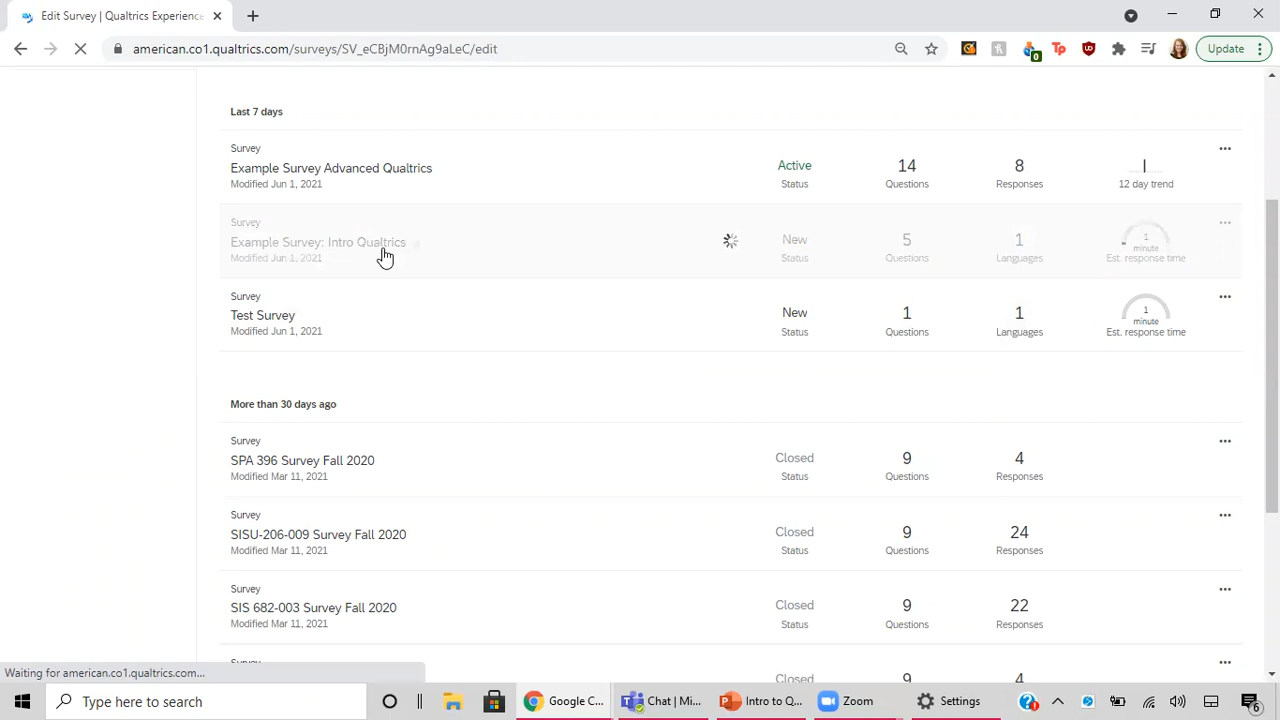 Edit Survey | Qualtrics Experience
american.co1.qualtrics.com/surveys/SV_eCBjM0rnAg9aLeC/edit
0
Update
Last 7 days
Survey
Example Survey Advanced Qualtrics
Modified Jun 1, 2021
Active
Status
14
Questions
8
Responses
12 day trend
Survey
Example Survey: Intro Qualtrics
Modified Jun 1, 2021
New
Status
5
Questions
1
Languages
1
minute
Est. response time
Survey
Test Survey
Modified Jun 1, 2021
New
Status
1
Questions
1
Languages
1
minute
Est. response time
More than 30 days ago
Survey
SPA 396 Survey Fall 2020
Modified Mar 11, 2021
Closed
Status
9
Questions
4
Responses
Survey
SISU-206-009 Survey Fall 2020
Modified Mar 11, 2021
Closed
Status
9
Questions
24
Responses
Survey
SIS 682-003 Survey Fall 2020
Modified Mar 11, 2021
Closed
Status
9
Questions
22
Responses
Survey
Closed
9
4
Waiting for american.co1.qualtrics.com...
Type here to search
Google C...
Chat | Mi...
Intro to Q...
Zoom
Settings
6